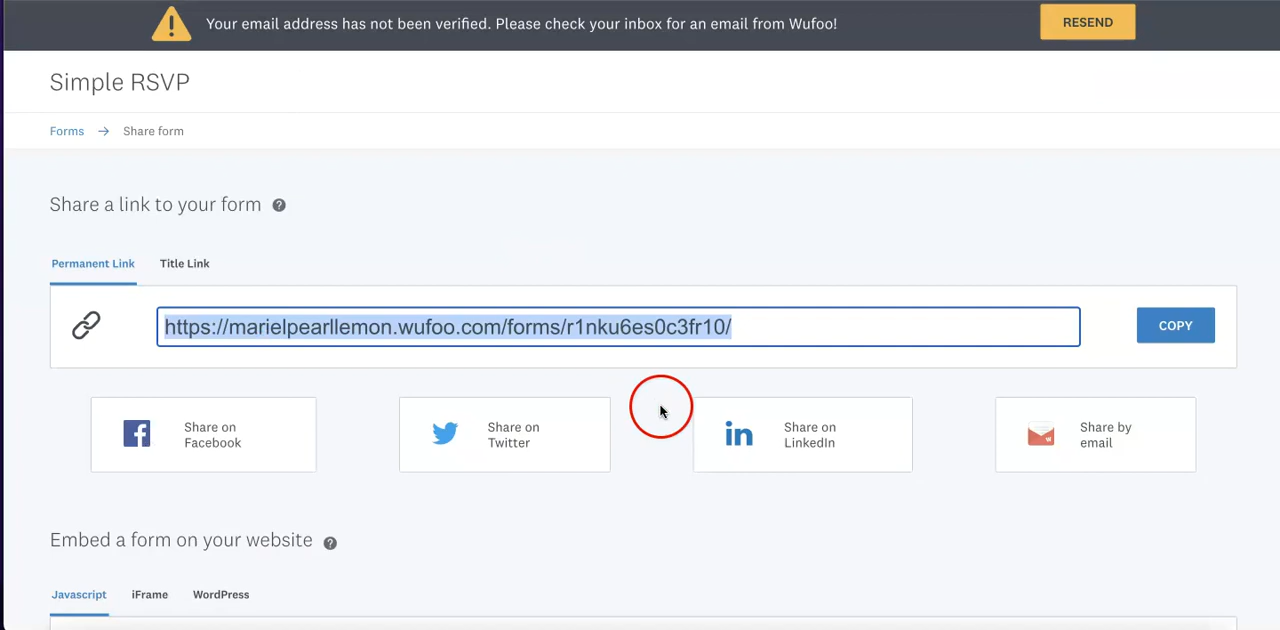 Your email address has not been verified. Please check your inbox for an email from Wufoo!
RESEND
Simple RSVP
Forms → Share form
Share a link to your form ?
Permanent Link
Title Link
https://marielpearllemon.wufoo.com/forms/r1nku6es0c3fr10/
COPY
Share on
Facebook
Share on
Twitter
Share on
LinkedIn
Share by
email
Embed a form on your website ?
Javascript
iFrame
WordPress